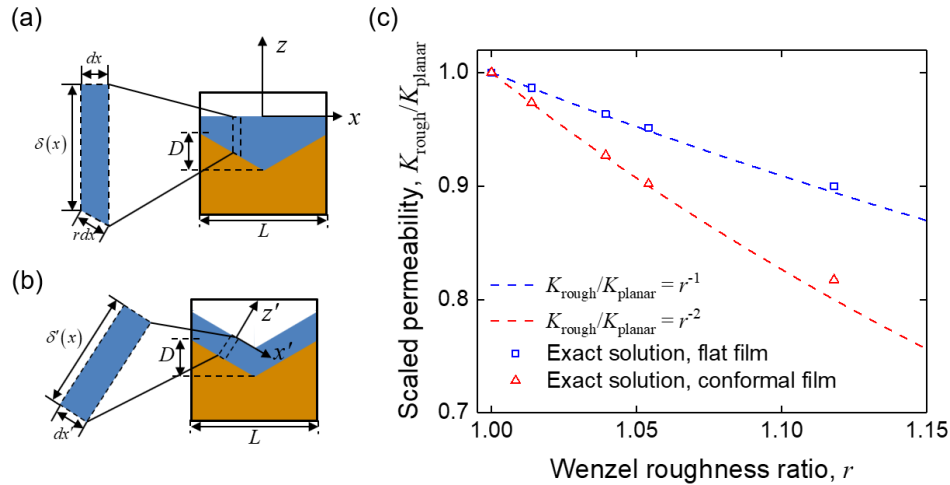 (a)
dx
z
x
δ(x)
D
rdx
L
(b)
z′
x′
δ′(x)
D
dx′
L
(c)
Scaled permeability, K_rough/K_planar
1.0
0.9
0.8
0.7
K_rough/K_planar = r⁻¹
K_rough/K_planar = r⁻²
Exact solution, flat film
Exact solution, conformal film
1.00 1.05 1.10 1.15
Wenzel roughness ratio, r